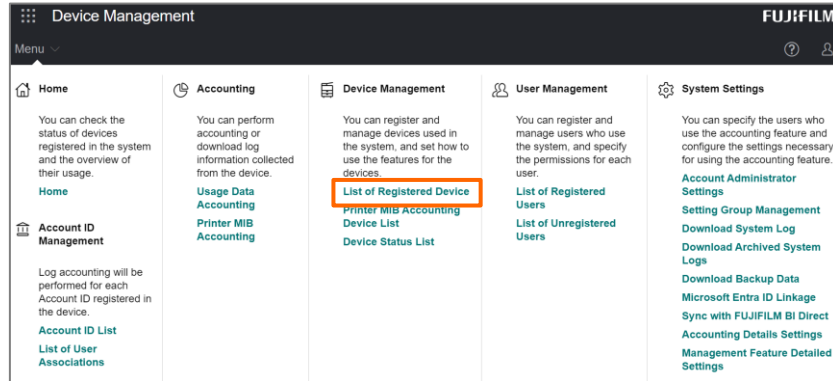 Device Management
FUJIFILM
Menu
Home
You can check the
status of devices
registered in the system
and the overview of
their usage.
Home
Account ID
Management
Log accounting will be
performed for each
Account ID registered in
the device.
Account ID List
List of User
Associations
Accounting
You can perform
accounting or
download log
information collected
from the device.
Usage Data
Accounting
Printer MIB
Accounting
Device Management
You can register and
manage devices used in
the system, and set how to
use the features for the
devices.
List of Registered Device
Printer MIB Accounting
Device List
Device Status List
User Management
You can register and
manage users who use
the system, and specify
the permissions for each
user.
List of Registered
Users
List of Unregistered
Users
System Settings
You can specify the users who
use the accounting feature and
configure the settings necessary
for using the accounting feature.
Account Administrator
Settings
Setting Group Management
Download System Log
Download Archived System
Logs
Download Backup Data
Microsoft Entra ID Linkage
Sync with FUJIFILM BI Direct
Accounting Details Settings
Management Feature Detailed
Settings